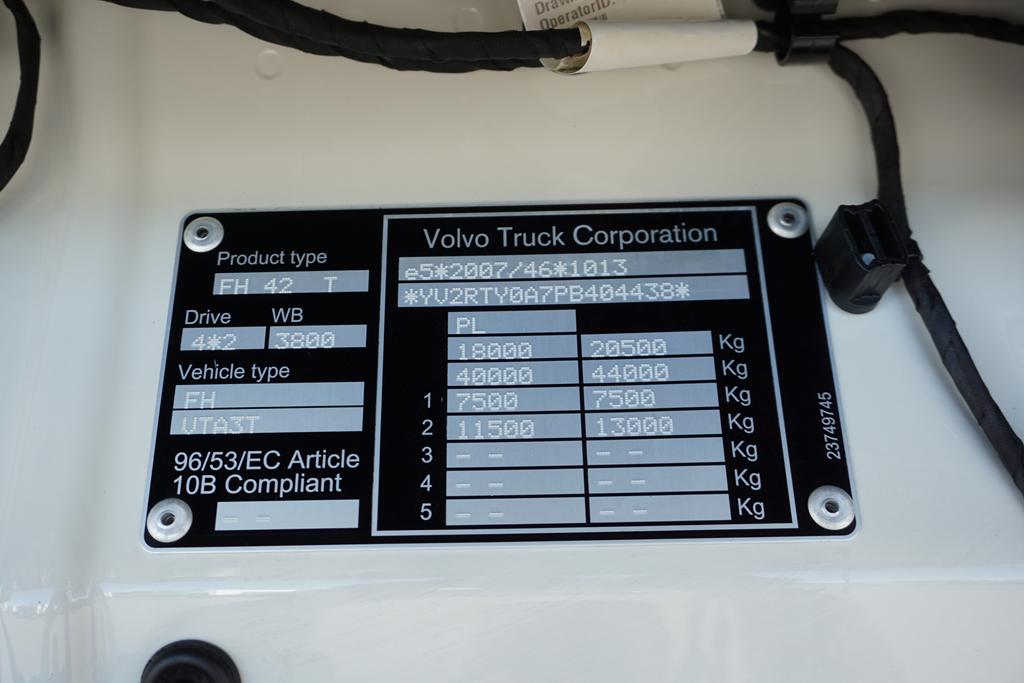 OperatorID:
Product type
FH 42 T
Drive WB
4*2 3800
Vehicle type
FH
VTA3T
96/53/EC Article
10B Compliant
- -
Volvo Truck Corporation
e5*2007/46*1013
*YV2RTY0A7PB404438*
PL
18000 20500 Kg
40000 44000 Kg
1 7500 7500 Kg
2 11500 13000 Kg
3 - - - - Kg
4 - - - - Kg
5 - - - - Kg
23749745